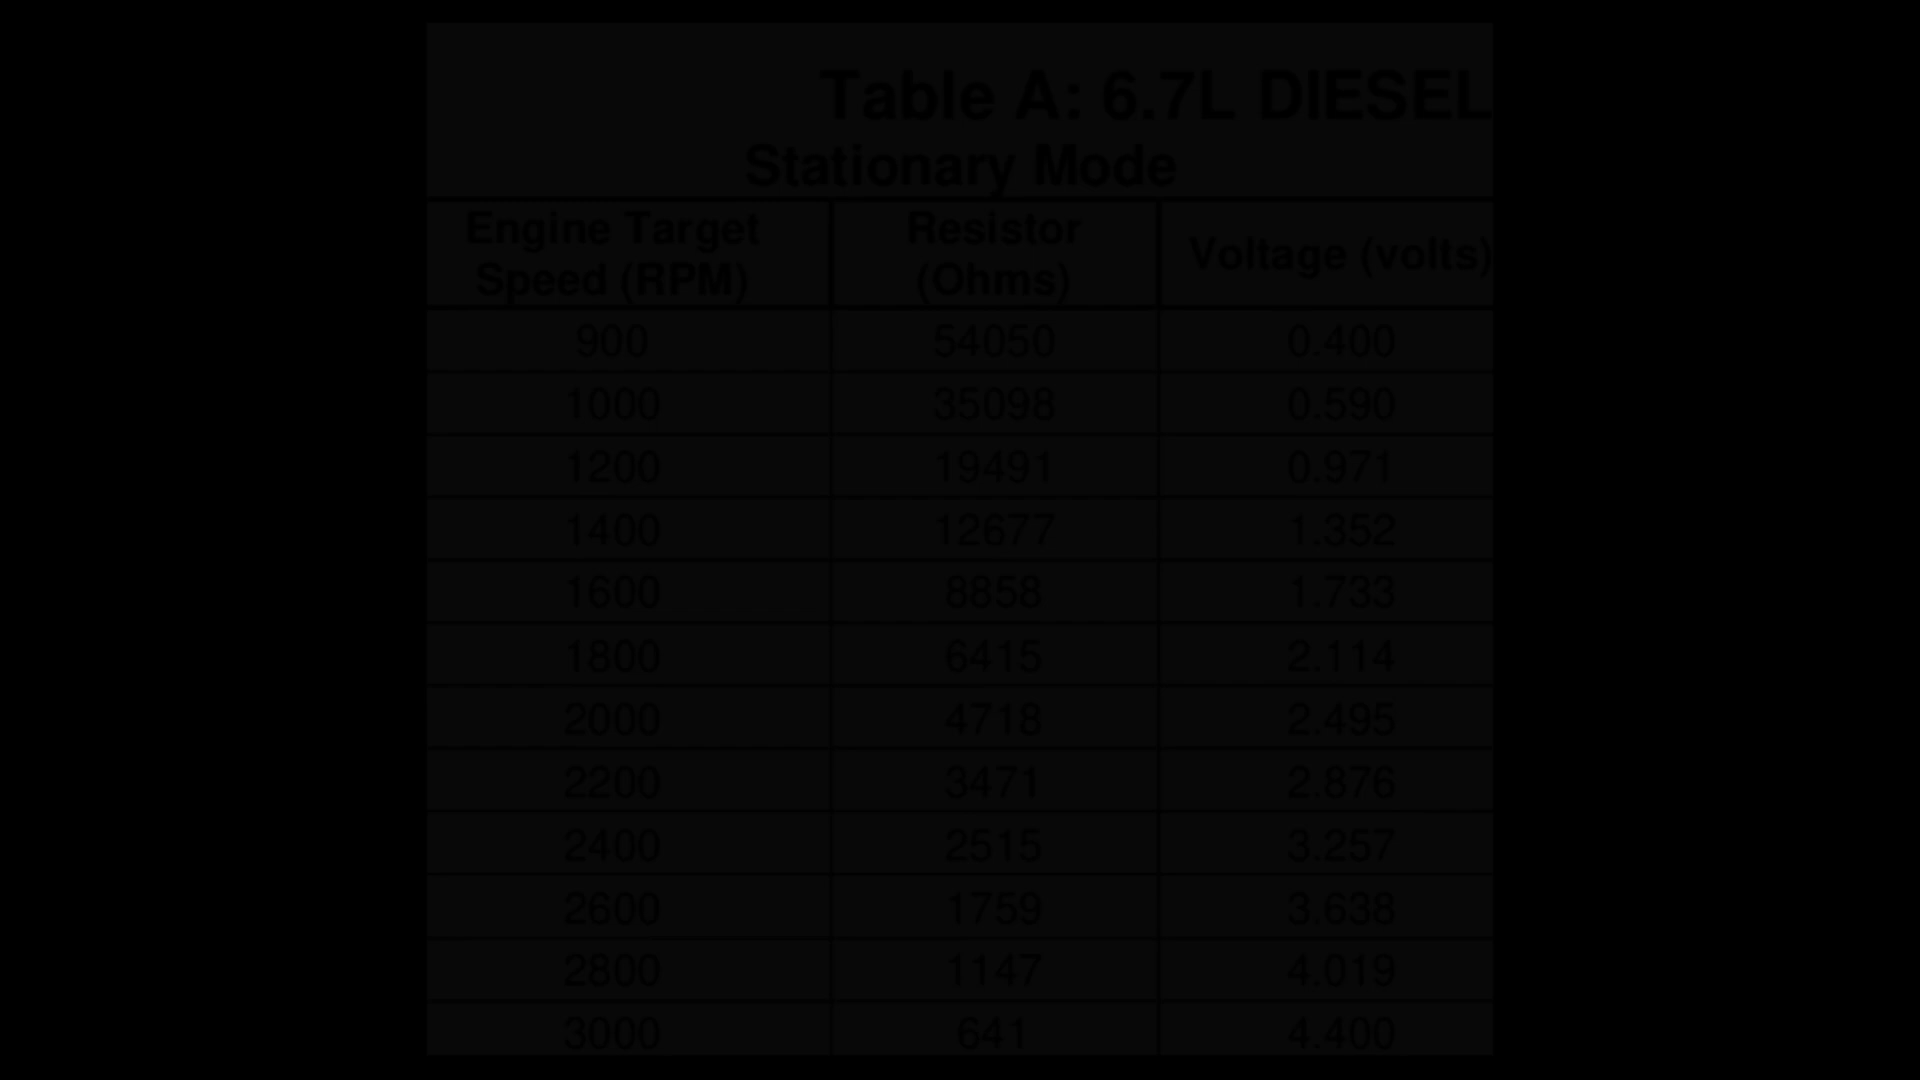 Table A: 6.7L DIESEL
Stationary Mode
Engine Target Speed (RPM) Resistor (Ohms) Voltage (volts)
900 54050 0.400
1000 35098 0.590
1200 19491 0.971
1400 12677 1.352
1600 8858 1.733
1800 6415 2.114
2000 4718 2.495
2200 3471 2.876
2400 2515 3.257
2600 1759 3.638
2800 1147 4.019
3000 641 4.400